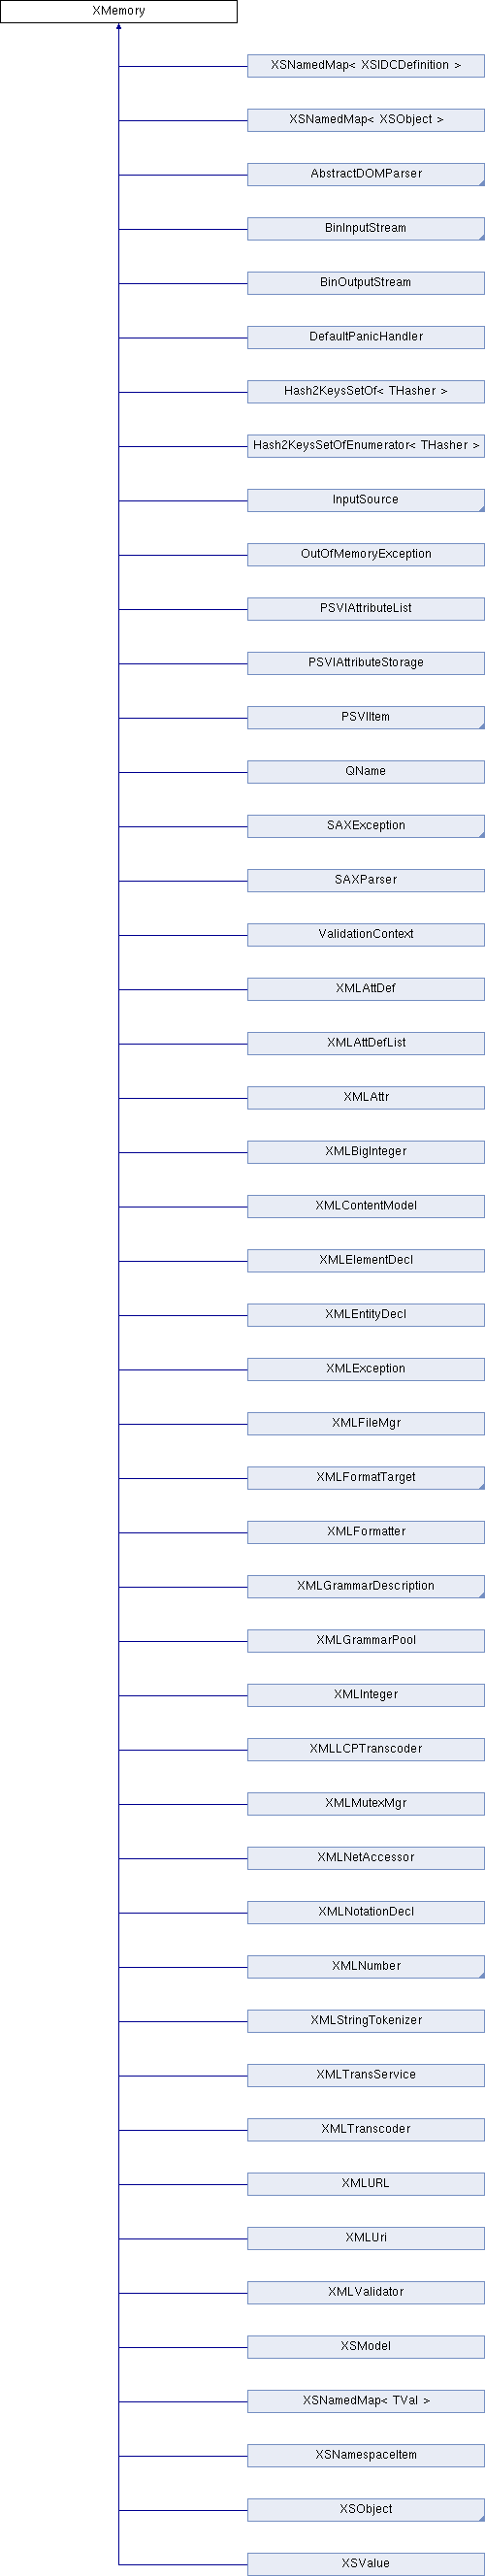 XMemory
XSNamedMap< XSIDCDefinition >
XSNamedMap< XSObject >
AbstractDOMParser
BinInputStream
BinOutputStream
DefaultPanicHandler
Hash2KeysSetOf< THasher >
Hash2KeysSetOfEnumerator< THasher >
InputSource
OutOfMemoryException
PSVIAttributeList
PSVIAttributeStorage
PSVIItem
QName
SAXException
SAXParser
ValidationContext
XMLAttDef
XMLAttDefList
XMLAttr
XMLBigInteger
XMLContentModel
XMLElementDecl
XMLEntityDecl
XMLException
XMLFileMgr
XMLFormatTarget
XMLFormatter
XMLGrammarDescription
XMLGrammarPool
XMLInteger
XMLLCPTranscoder
XMLMutexMgr
XMLNetAccessor
XMLNotationDecl
XMLNumber
XMLStringTokenizer
XMLTransService
XMLTranscoder
XMLURL
XMLUri
XMLValidator
XSModel
XSNamedMap< TVal >
XSNamespaceItem
XSObject
XSValue